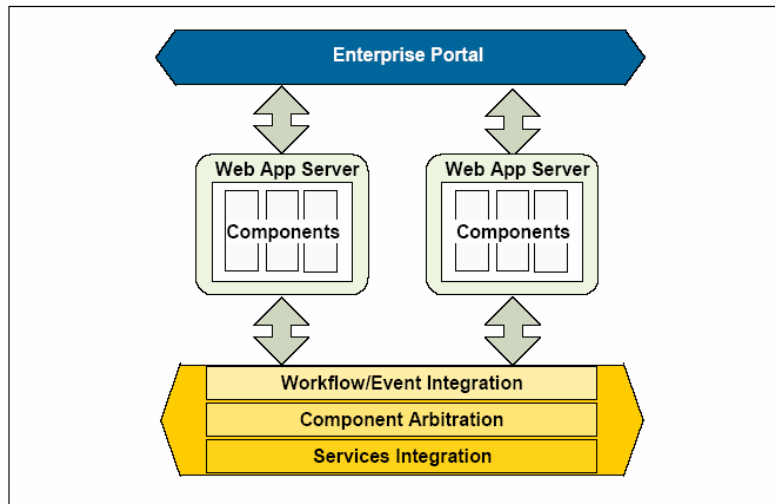 Enterprise Portal
Web App Server
Components
Web App Server
Components
Workflow/Event Integration
Component Arbitration
Services Integration